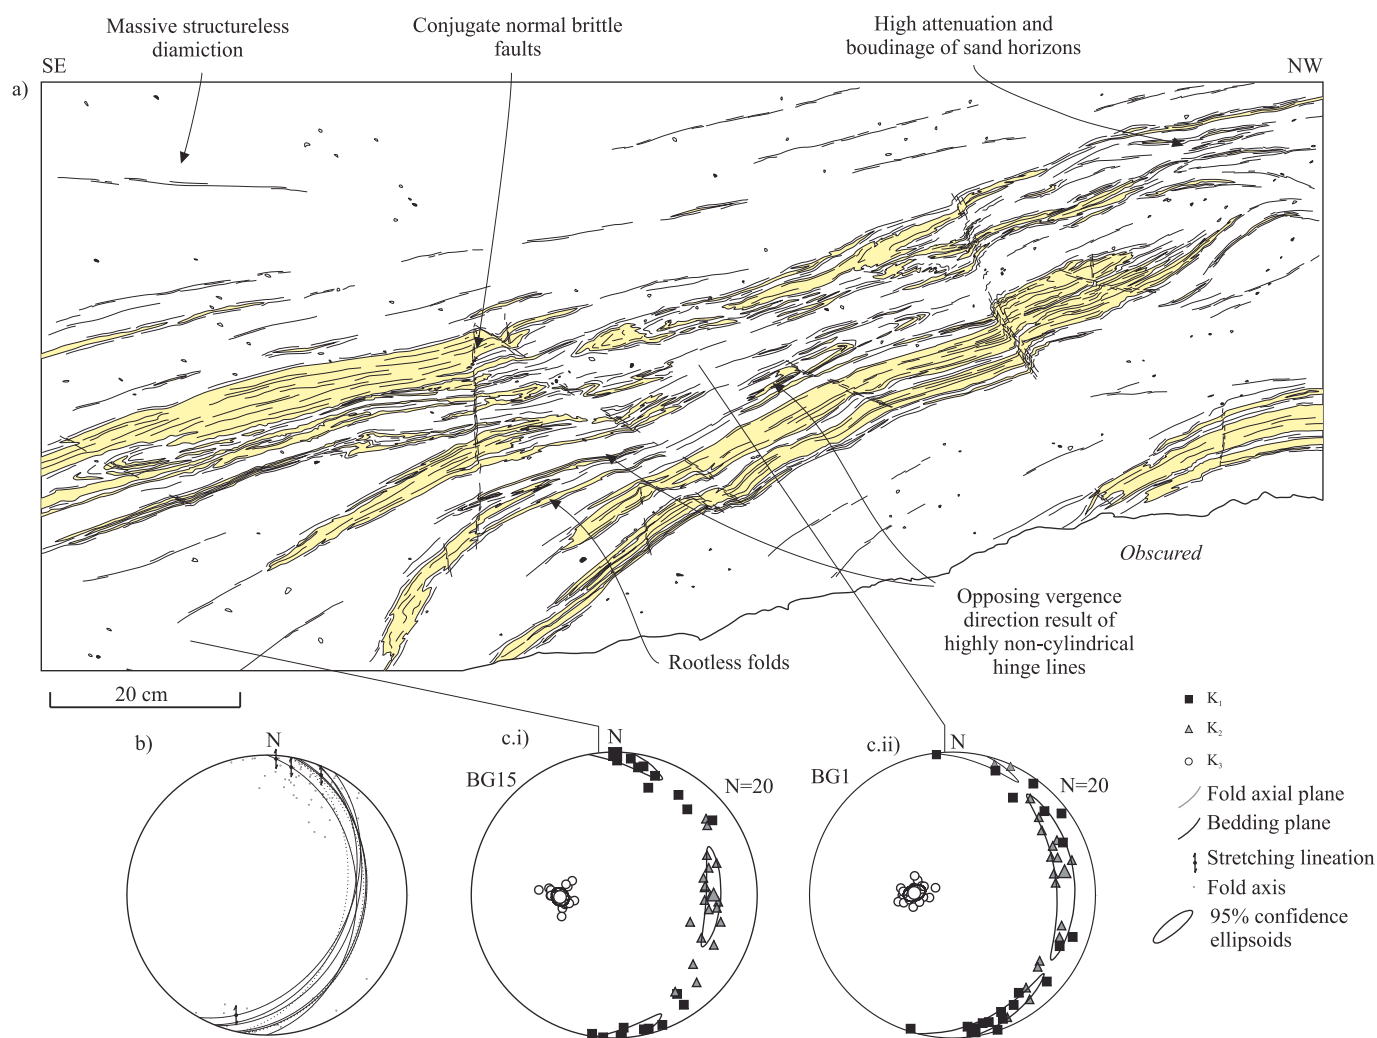 Massive structureless
diamiction
Conjugate normal brittle
faults
High attenuation and
boudinage of sand horizons
SE
NW
a)
Obscured
Opposing vergence
direction result of
highly non-cylindrical
hinge lines
Rootless folds
20 cm
b)
N
c.i)
N
BG15
N=20
c.ii)
N
BG1
N=20
K₁
K₂
K₃
Fold axial plane
Bedding plane
Stretching lineation
Fold axis
95% confidence
ellipsoids